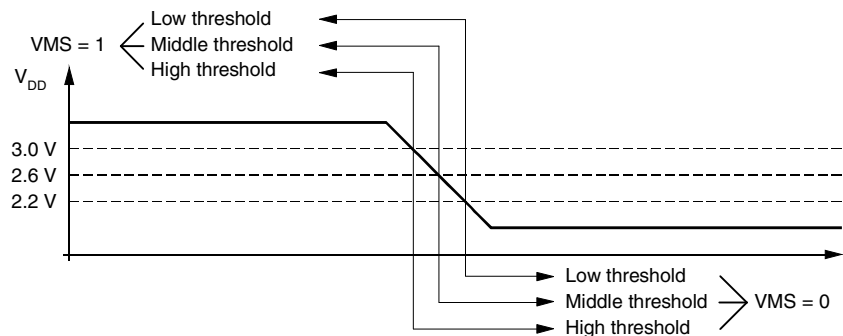 Low threshold
VMS = 1 Middle threshold
High threshold
VDD
3.0 V
2.6 V
2.2 V
Low threshold
Middle threshold VMS = 0
High threshold